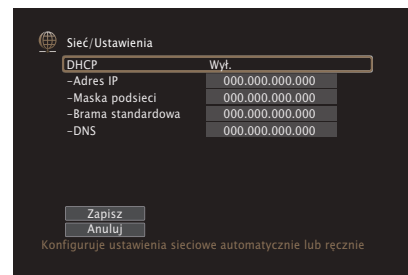 Sieć/Ustawienia
DHCP Wył.
–Adres IP 000.000.000.000
–Maska podsieci 000.000.000.000
–Brama standardowa 000.000.000.000
–DNS 000.000.000.000
Zapisz
Anuluj
Konfiguruje ustawienia sieciowe automatycznie lub ręcznie